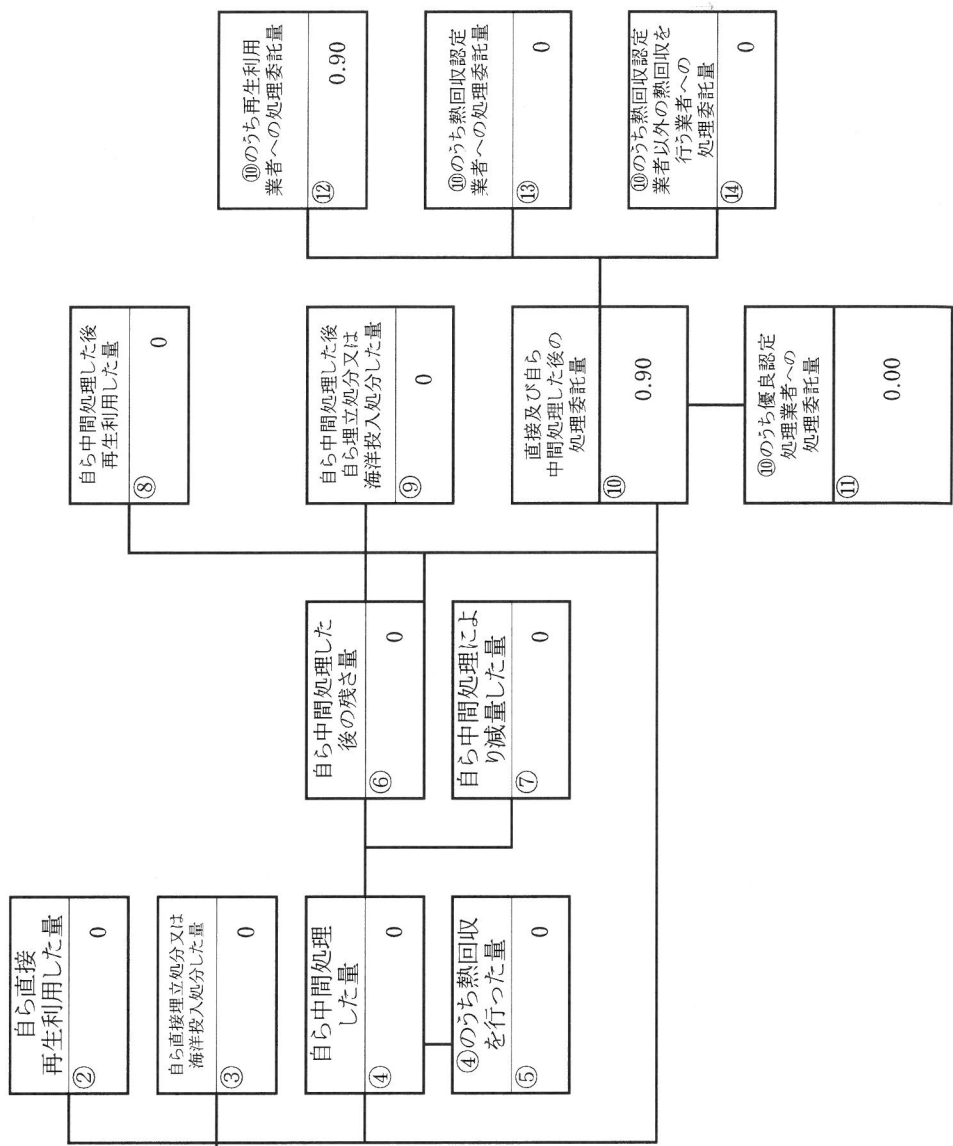 自ら直接
再生利用した量
②
0
自ら直接埋立処分又は
海洋投入処分した量
③
0
自ら中間処理
した量
④
0
④のうち熱回収
を行った量
⑤
0
自ら中間処理した
後の残さ量
⑥
0
自ら中間処理によ
り減量した量
⑦
0
自ら中間処理した後
再生利用した量
⑧
0
自ら中間処理した後
自ら埋立処分又は
海洋投入処分した量
⑨
0
直接及び自ら
中間処理した後の
処理委託量
⑩
0.90
⑩のうち優良認定
処理業者への
処理委託量
⑪
0.00
⑩のうち再生利用
業者への処理委託量
⑫
0.90
⑩のうち熱回収認定
業者への処理委託量
⑬
0
⑩のうち熱回収認定
業者以外の熱回収を
行う業者への
処理委託量
⑭
0